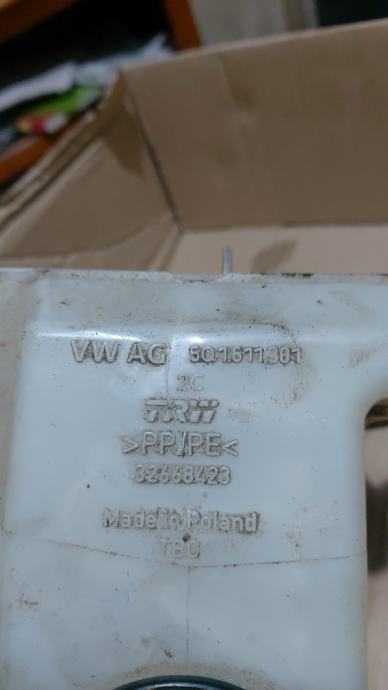 VW AG 5Q1611301
2C
TRW
>PP/PE<
32668423
Made in Poland
TBC